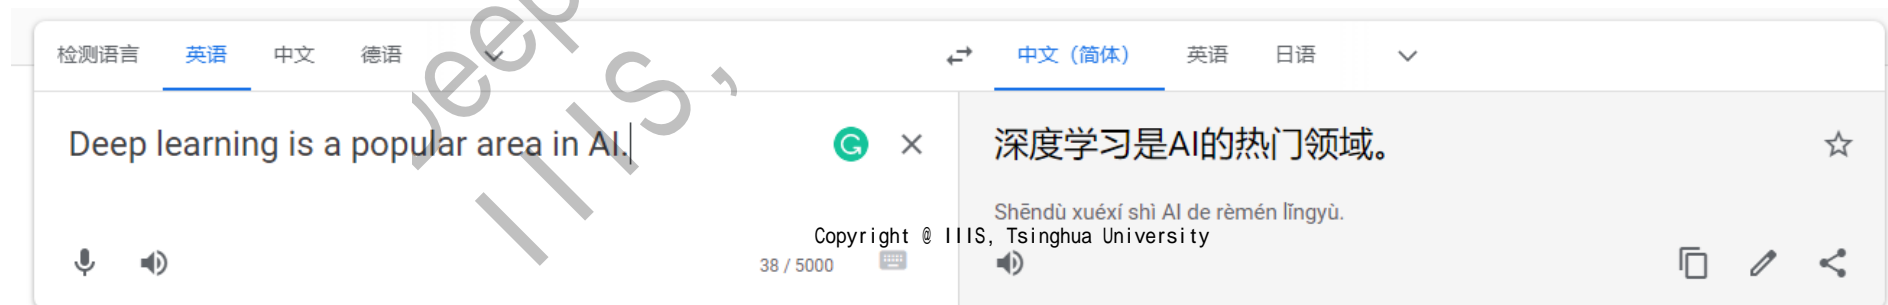 检测语言 英语 中文 德语 中文（简体） 英语 日语
Deep learning is a popular area in AI. 深度学习是AI的热门领域。
Shēndù xuéxí shì AI de rèmén lǐngyù.
Copyright @ IIIS, Tsinghua University
38 / 5000
Deep
IIIS,